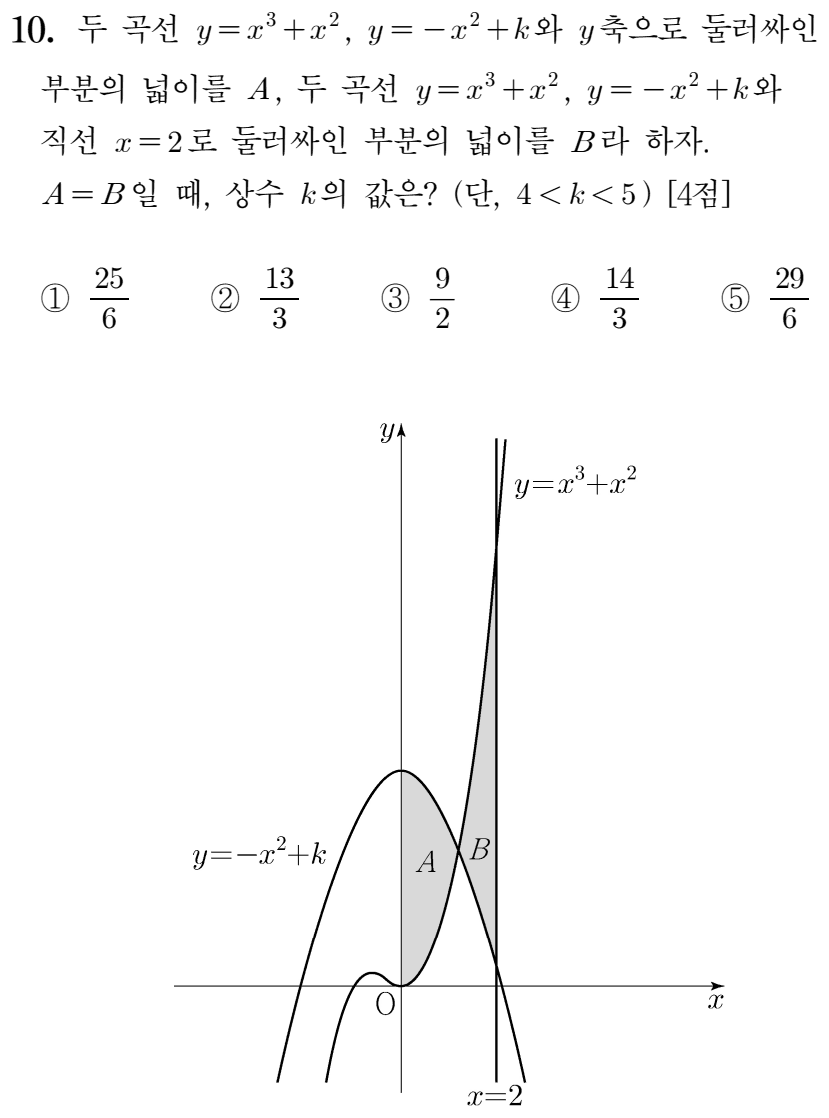 10. 두 곡선 y=x³+x², y=−x²+k와 y축으로 둘러싸인
부분의 넓이를 A, 두 곡선 y=x³+x², y=−x²+k와
직선 x=2로 둘러싸인 부분의 넓이를 B라 하자.
A=B일 때, 상수 k의 값은? (단, 4<k<5) [4점]
① 25/6 ② 13/3 ③ 9/2 ④ 14/3 ⑤ 29/6
y
y=x³+x²
y=−x²+k
A
B
O
x
x=2